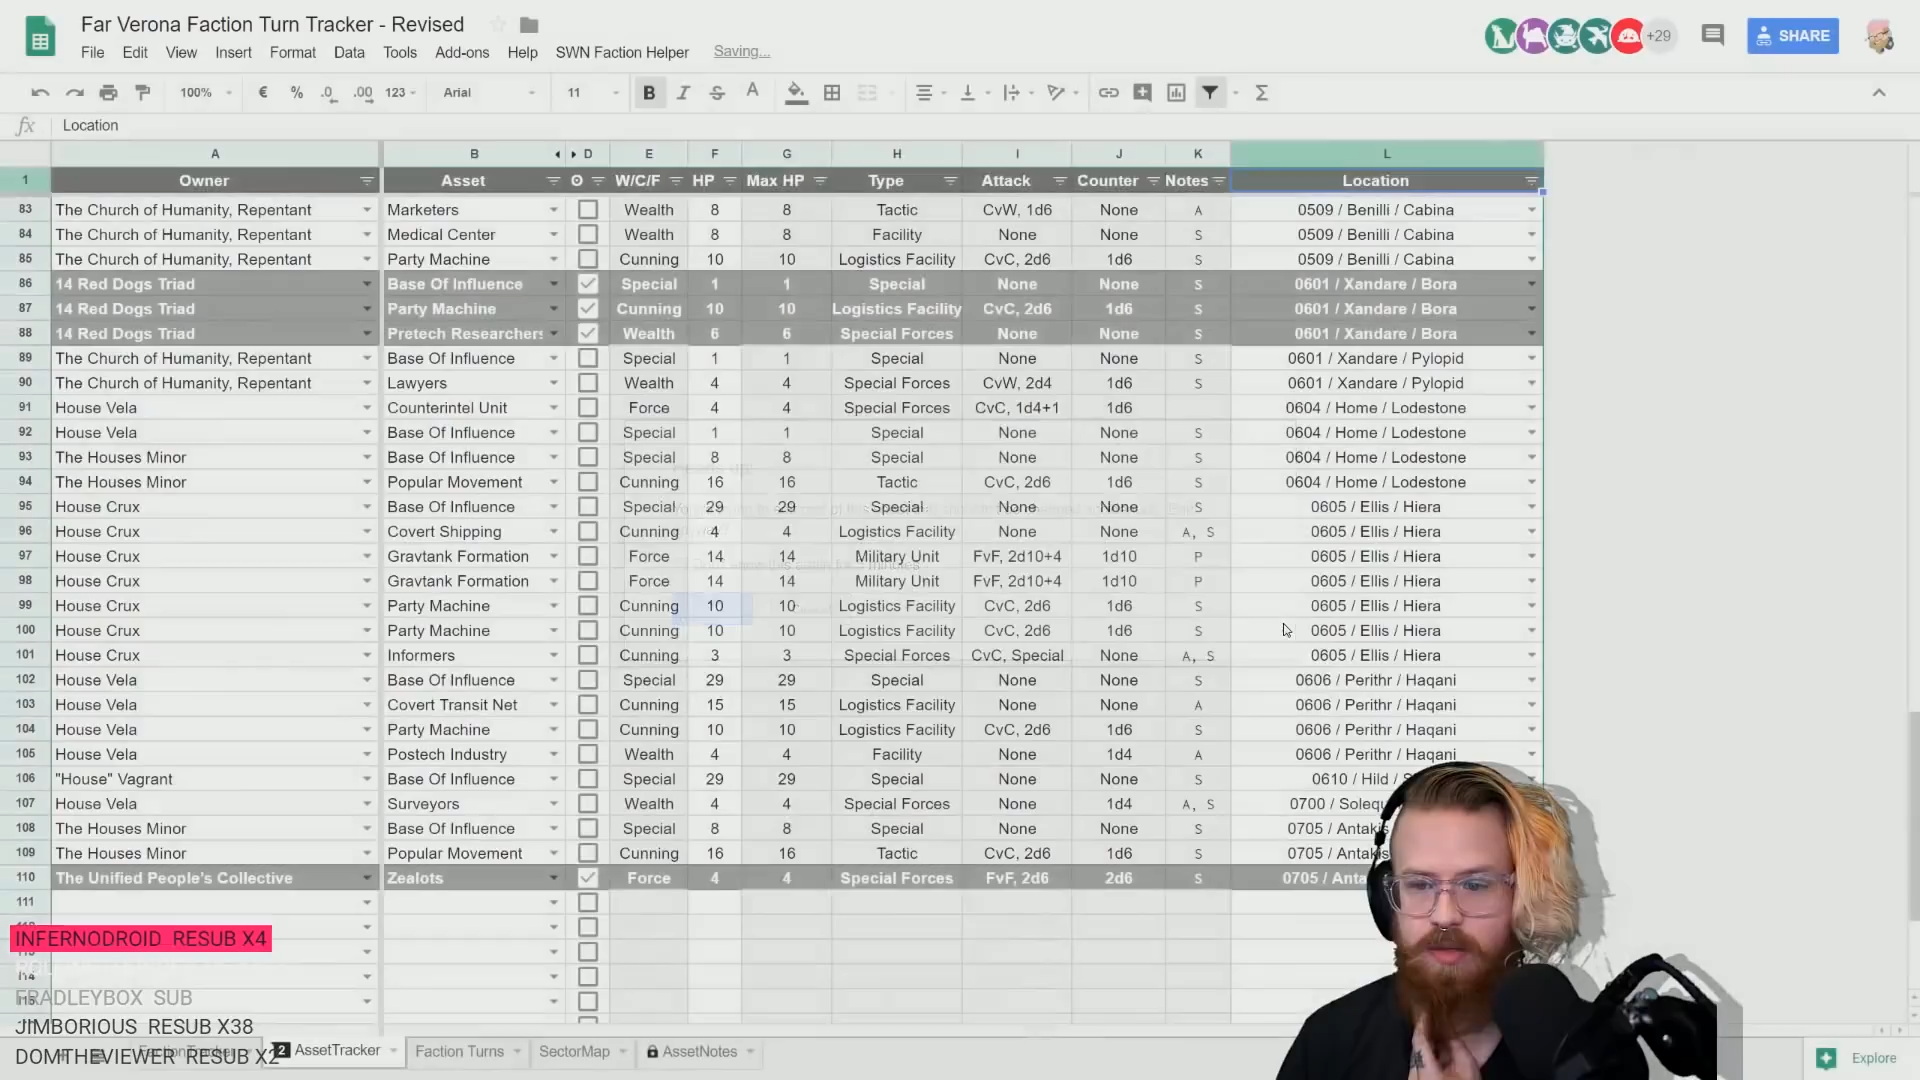 Far Verona Faction Turn Tracker - Revised
+29
SHARE
File Edit View Insert Format Data Tools Add-ons Help SWN Faction Helper Saving...
100% € % .0 .00 123 Arial 11 B
fx Location
A B D E F G H I J K L
1 Owner Asset ʘ W/C/F HP Max HP Type Attack Counter Notes Location
83 The Church of Humanity, Repentant Marketers Wealth 8 8 Tactic CvW, 1d6 None A 0509 / Benilli / Cabina
84 The Church of Humanity, Repentant Medical Center Wealth 8 8 Facility None None S 0509 / Benilli / Cabina
85 The Church of Humanity, Repentant Party Machine Cunning 10 10 Logistics Facility CvC, 2d6 1d6 S 0509 / Benilli / Cabina
86 14 Red Dogs Triad Base Of Influence Special 1 1 Special None None S 0601 / Xandare / Bora
87 14 Red Dogs Triad Party Machine Cunning 10 10 Logistics Facility CvC, 2d6 1d6 S 0601 / Xandare / Bora
88 14 Red Dogs Triad Pretech Researchers Wealth 6 6 Special Forces None None S 0601 / Xandare / Bora
89 The Church of Humanity, Repentant Base Of Influence Special 1 1 Special None None S 0601 / Xandare / Pylopid
90 The Church of Humanity, Repentant Lawyers Wealth 4 4 Special Forces CvW, 2d4 1d6 S 0601 / Xandare / Pylopid
91 House Vela Counterintel Unit Force 4 4 Special Forces CvC, 1d4+1 1d6 0604 / Home / Lodestone
92 House Vela Base Of Influence Special 1 1 Special None None S 0604 / Home / Lodestone
93 The Houses Minor Base Of Influence Special 8 8 Special None None S 0604 / Home / Lodestone
94 The Houses Minor Popular Movement Cunning 16 16 Tactic CvC, 2d6 1d6 S 0604 / Home / Lodestone
95 House Crux Base Of Influence Special 29 29 Special None None S 0605 / Ellis / Hiera
96 House Crux Covert Shipping Cunning 4 4 Logistics Facility None None A, S 0605 / Ellis / Hiera
97 House Crux Gravtank Formation Force 14 14 Military Unit FvF, 2d10+4 1d10 P 0605 / Ellis / Hiera
98 House Crux Gravtank Formation Force 14 14 Military Unit FvF, 2d10+4 1d10 P 0605 / Ellis / Hiera
99 House Crux Party Machine Cunning 10 10 Logistics Facility CvC, 2d6 1d6 S 0605 / Ellis / Hiera
100 House Crux Party Machine Cunning 10 10 Logistics Facility CvC, 2d6 1d6 S 0605 / Ellis / Hiera
101 House Crux Informers Cunning 3 3 Special Forces CvC, Special None A, S 0605 / Ellis / Hiera
102 House Vela Base Of Influence Special 29 29 Special None None S 0606 / Perithr / Haqani
103 House Vela Covert Transit Net Cunning 15 15 Logistics Facility None None A 0606 / Perithr / Haqani
104 House Vela Party Machine Cunning 10 10 Logistics Facility CvC, 2d6 1d6 S 0606 / Perithr / Haqani
105 House Vela Postech Industry Wealth 4 4 Facility None 1d4 A 0606 / Perithr / Haqani
106 "House" Vagrant Base Of Influence Special 29 29 Special None None S 0610 / Hild /
107 House Vela Surveyors Wealth 4 4 Special Forces None 1d4 A, S 0700 / Solequ
108 The Houses Minor Base Of Influence Special 8 8 Special None None S 0705 / Antakis
109 The Houses Minor Popular Movement Cunning 16 16 Tactic CvC, 2d6 1d6 S 0705 / Antakis
110 The Unified People's Collective Zealots Force 4 4 Special Forces FvF, 2d6 2d6 S 0705 / Anta
111
INFERNODROID RESUB X4
114
FRADLEYBOX SUB
JIMBORIOUS RESUB X38
DOMTHEVIEWER RESUB X2
FactionTracker 2 AssetTracker Faction Turns SectorMap AssetNotes Explore